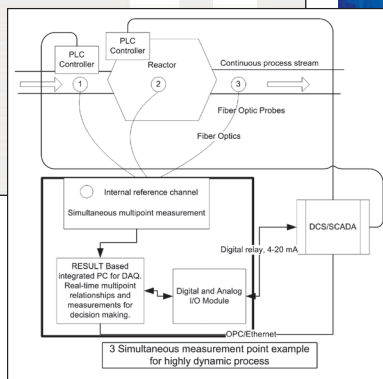 PLC
Controller
PLC
Controller
Reactor
Continuous process stream
1
2
3
Fiber Optic Probes
Fiber Optics
Internal reference channel
Simultaneous multipoint measurement
DCS/SCADA
Digital relay, 4-20 mA
RESULT Based
integrated PC for DAQ.
Real-time multipoint
relationships and
measurements for
decision making.
Digital and Analog
I/O Module
OPC/Ethernet
3 Simultaneous measurement point example
for highly dynamic process